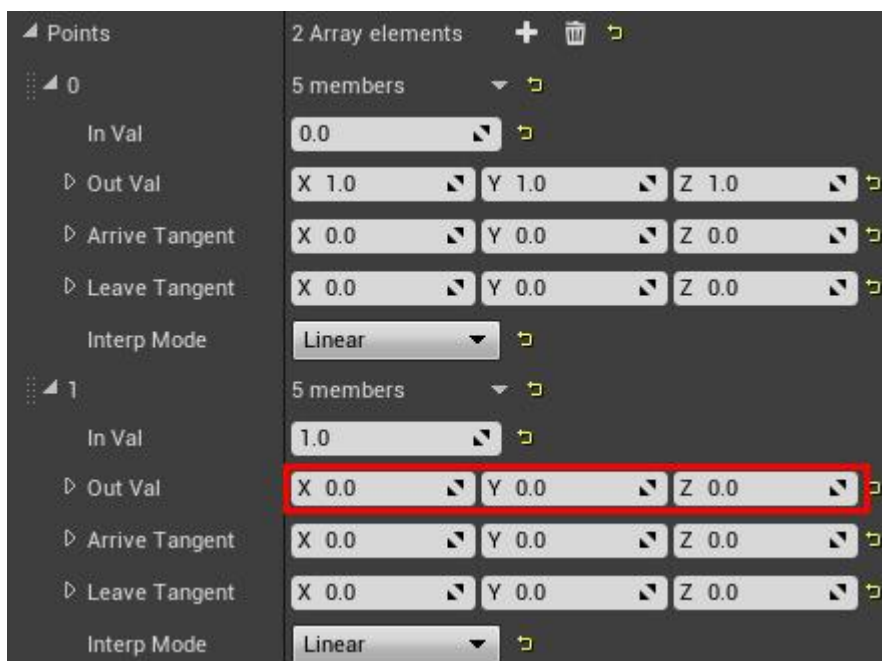 Points 2 Array elements
0 5 members
In Val 0.0
Out Val X 1.0 Y 1.0 Z 1.0
Arrive Tangent X 0.0 Y 0.0 Z 0.0
Leave Tangent X 0.0 Y 0.0 Z 0.0
Interp Mode Linear
1 5 members
In Val 1.0
Out Val X 0.0 Y 0.0 Z 0.0
Arrive Tangent X 0.0 Y 0.0 Z 0.0
Leave Tangent X 0.0 Y 0.0 Z 0.0
Interp Mode Linear